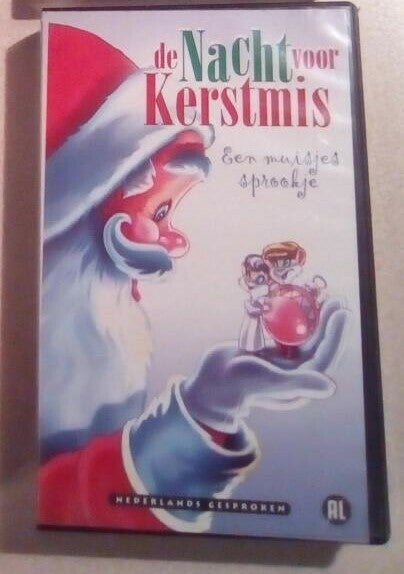 de Nacht voor
Kerstmis
Een muisjes
sprookje
NEDERLANDS GESPROKEN
AL